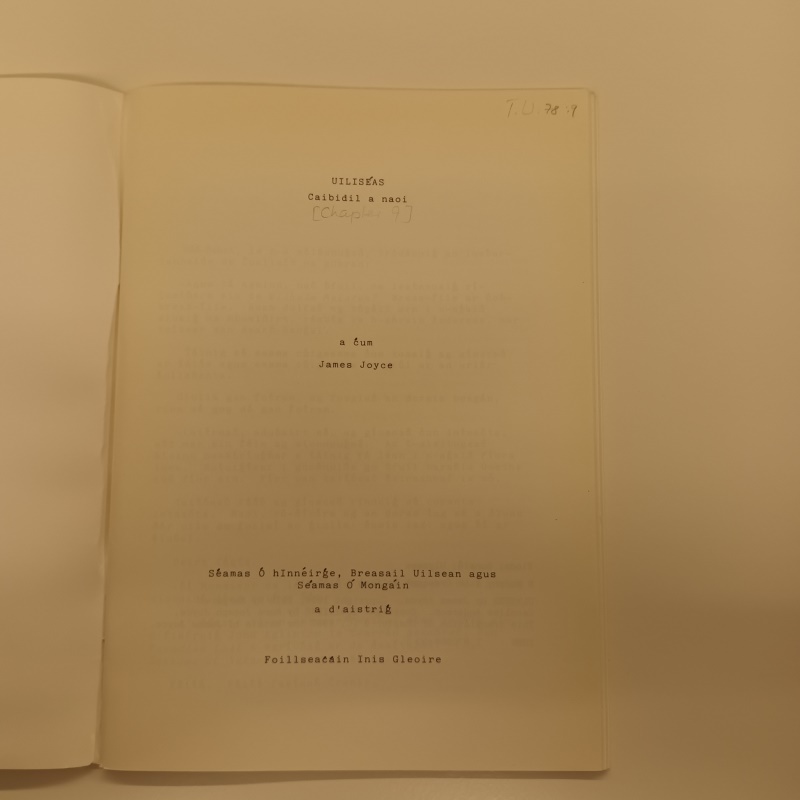 T.U 78 :9
UILISÉAS
Caibidil a naoi
[Chapter 9]
a ċum
James Joyce
Séamas Ó hInnéirġe, Breasail Uilsean agus
Séamas Ó Mongáin
a d'aistriġ
Foillseaċáin Inis Gleoire